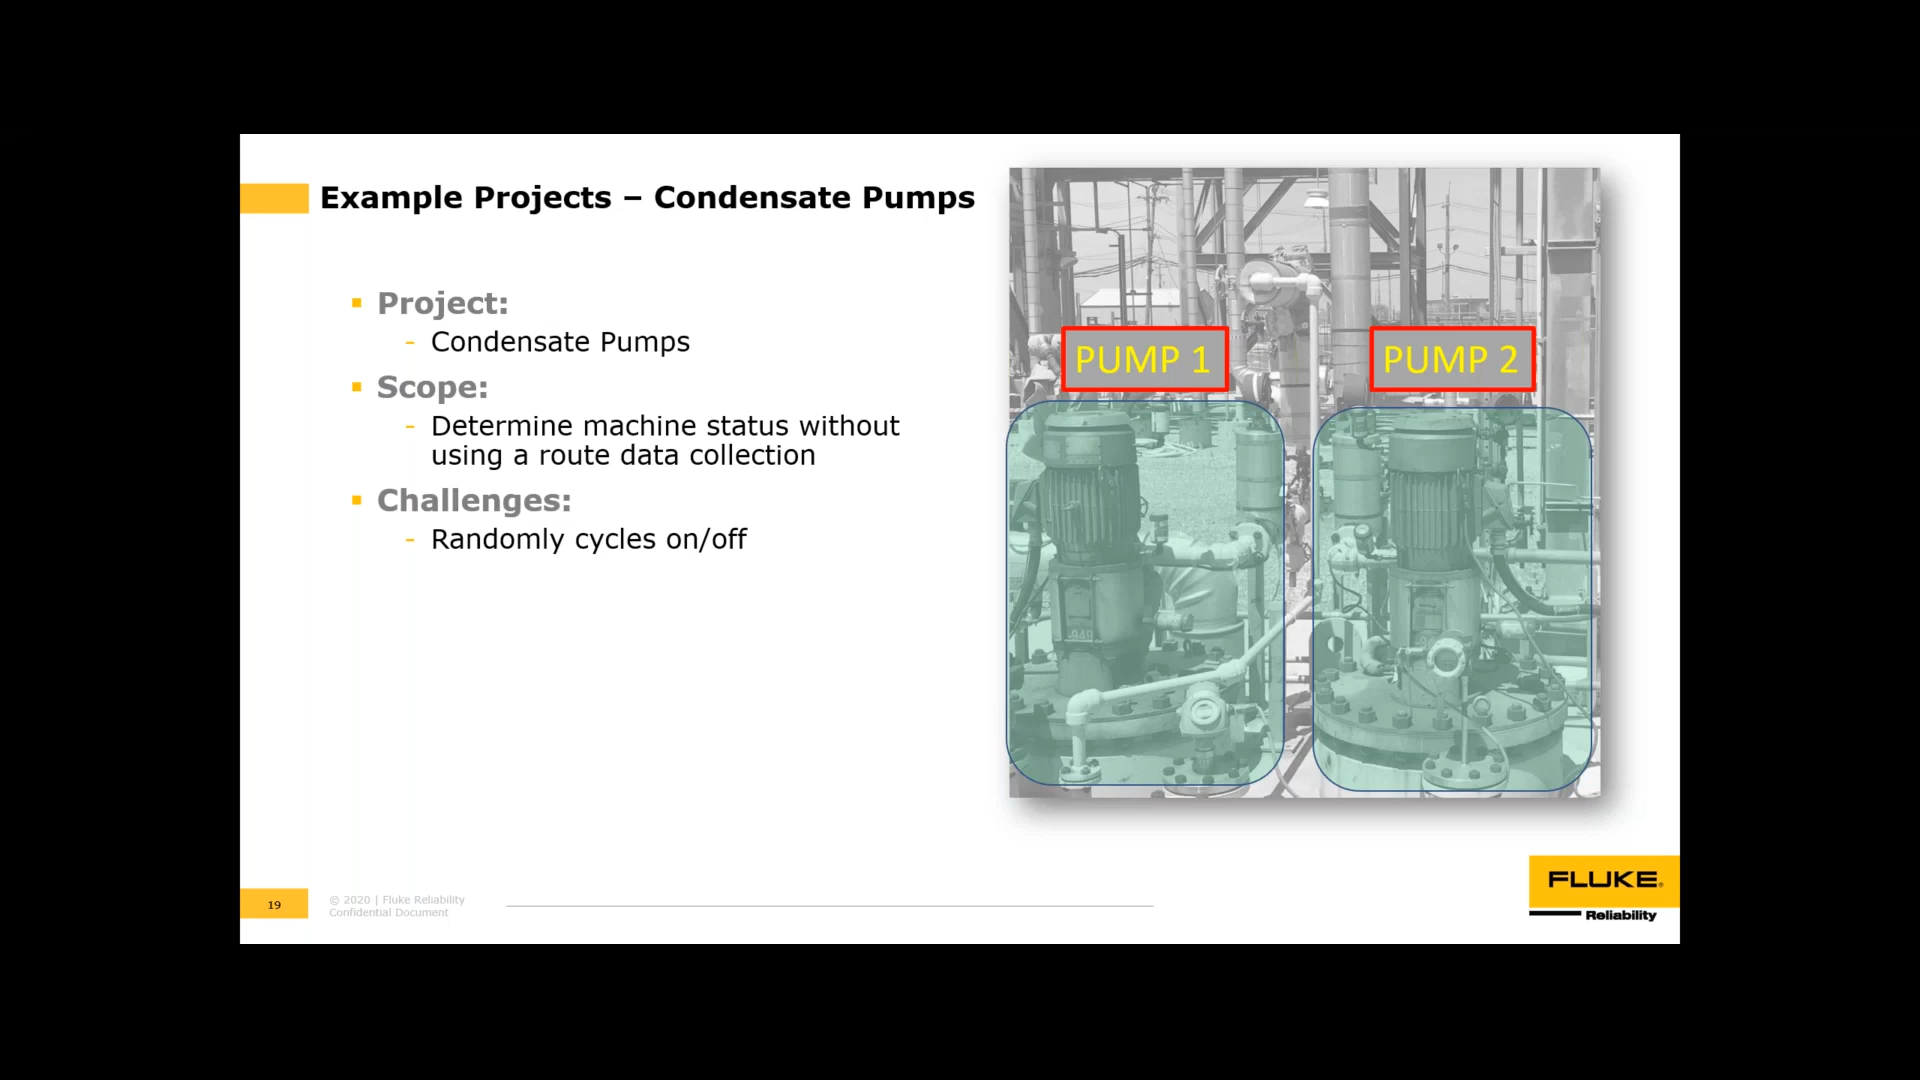 Example Projects – Condensate Pumps
Project:
- Condensate Pumps
Scope:
- Determine machine status without
using a route data collection
Challenges:
- Randomly cycles on/off
PUMP 1
PUMP 2
19
© 2020 | Fluke Reliability
Confidential Document
FLUKE®
Reliability